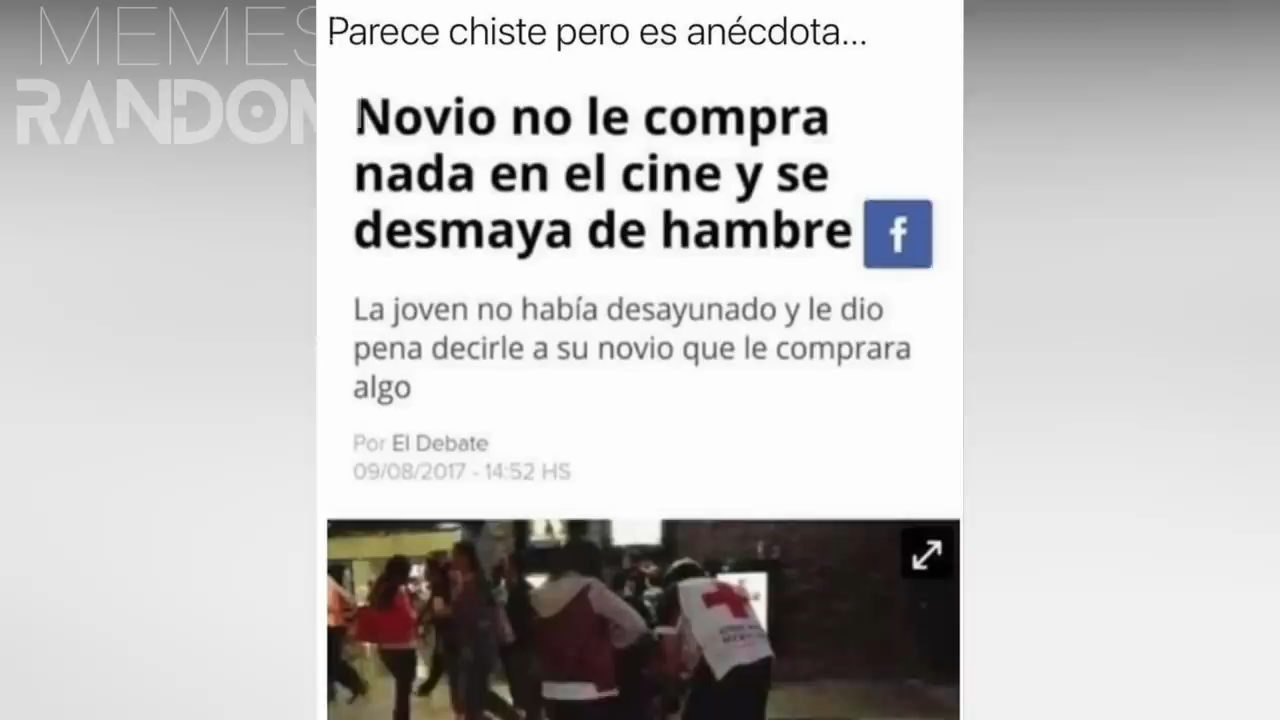 MEMES
RANDOM
Parece chiste pero es anécdota...
Novio no le compra
nada en el cine y se
desmaya de hambre
f
La joven no había desayunado y le dio
pena decirle a su novio que le comprara
algo
Por El Debate
09/08/2017 - 14:52 HS